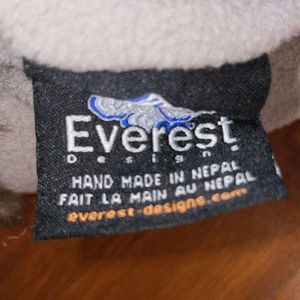 Everest
Designs
HAND MADE IN NEPAL
FAIT LA MAIN AU NEPAL
everest-designs.com